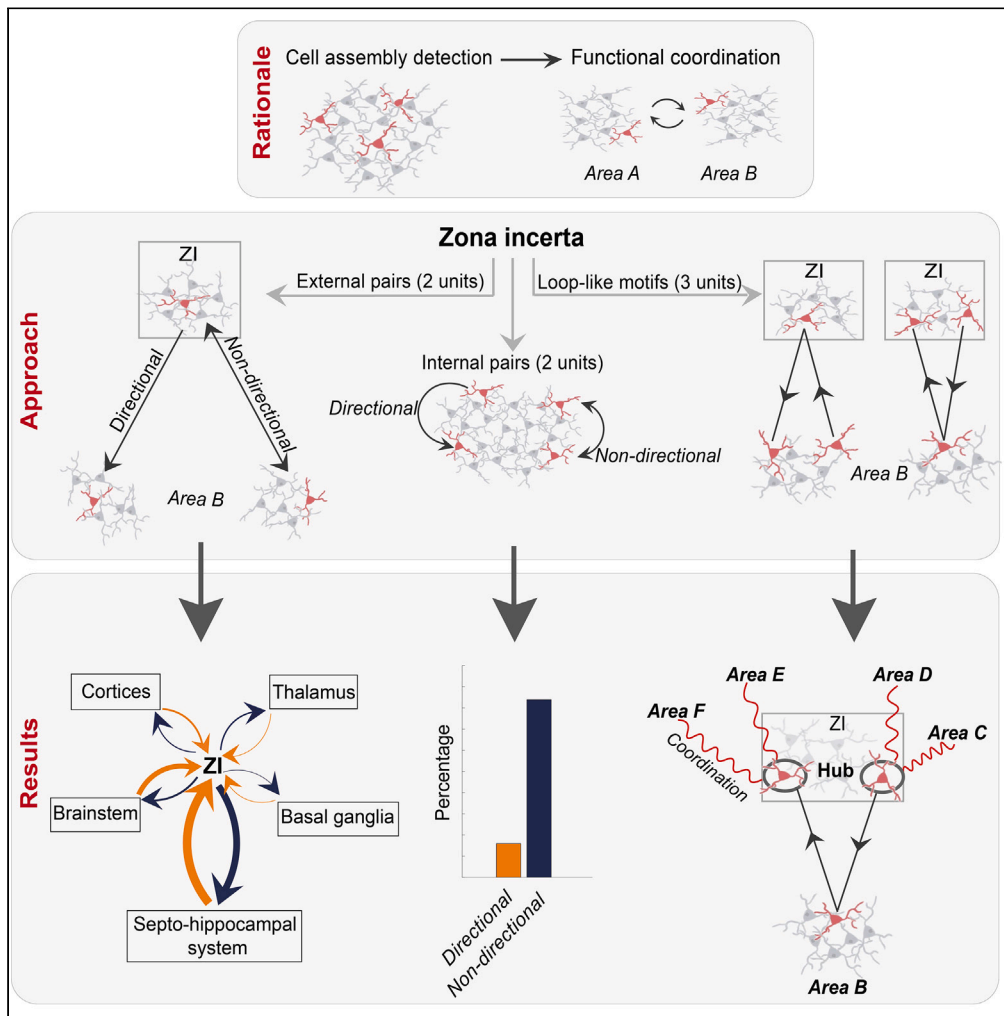 Rationale
Cell assembly detection
Functional coordination
Area A
Area B
Approach
Zona incerta
ZI
External pairs (2 units)
Loop-like motifs (3 units)
ZI
ZI
Directional
Non-directional
Internal pairs (2 units)
Directional
Non-directional
Area B
Area B
Results
Cortices
Thalamus
ZI
Brainstem
Basal ganglia
Septo-hippocampal
system
Percentage
Directional
Non-directional
Area E
Area D
Area F
ZI
Area C
Coordination
Hub
Area B